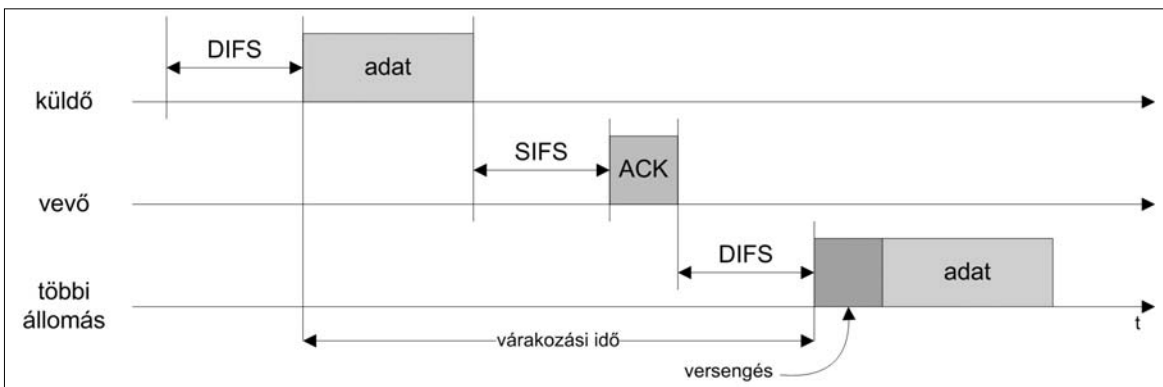 DIFS
adat
küldő
SIFS
ACK
vevő
DIFS
adat
többi
állomás
t
várakozási idő
versengés